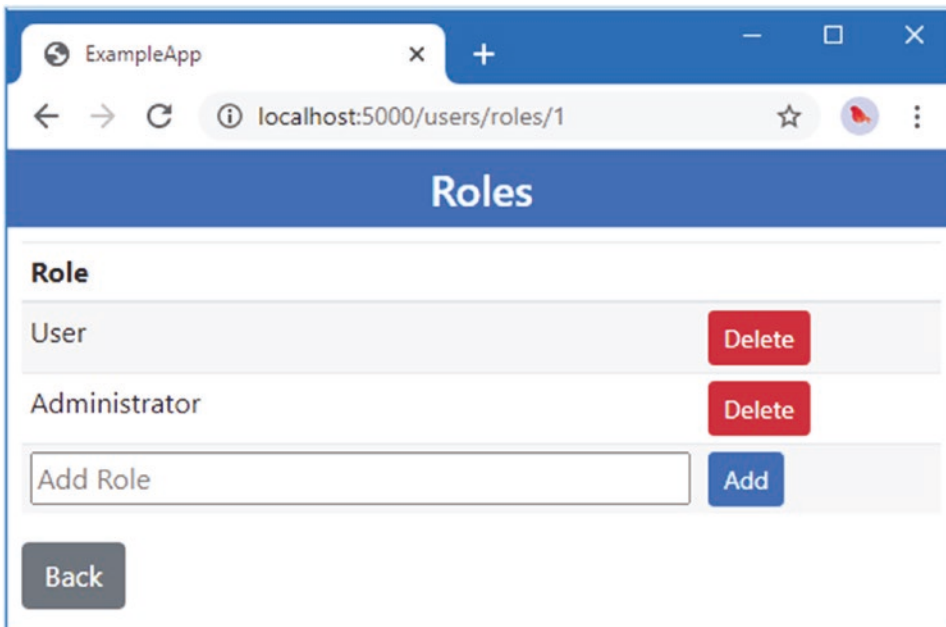 ExampleApp
localhost:5000/users/roles/1
Roles
Role
User Delete
Administrator Delete
Add Role Add
Back